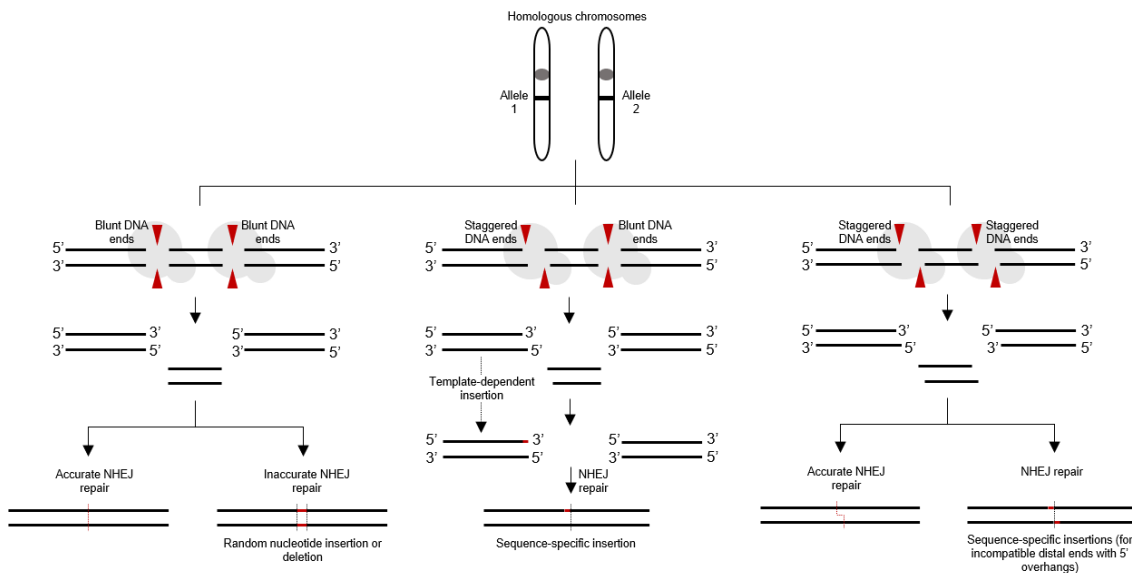 Homologous chromosomes
Allele
1
Allele
2
Blunt DNA
ends
Blunt DNA
ends
5’
3’
3’
5’
Staggered
DNA ends
Blunt DNA
ends
5’
3’
3’
5’
Staggered
DNA ends
Staggered
DNA ends
5’
3’
3’
5’
5’
3’
5’
3’
3’
5’
3’
5’
5’
3’
5’
3’
3’
5’
3’
5’
5’
3’
5’
3’
3’
5’
3’
5’
Template-dependent
insertion
5’
3’
5’
3’
3’
5’
3’
5’
Accurate NHEJ
repair
Inaccurate NHEJ
repair
Random nucleotide insertion or
deletion
NHEJ
repair
Sequence-specific insertion
Accurate NHEJ
repair
NHEJ repair
Sequence-specific insertions (for
incompatible distal ends with 5’
overhangs)